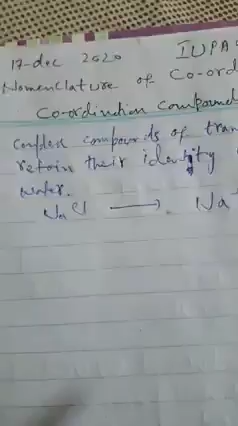 17-dec 2020 IUPA
Nomenclature of Co-ord
Co-ordination compound
complex compounds of tran
retain their identity
water.
NaCl → Na+